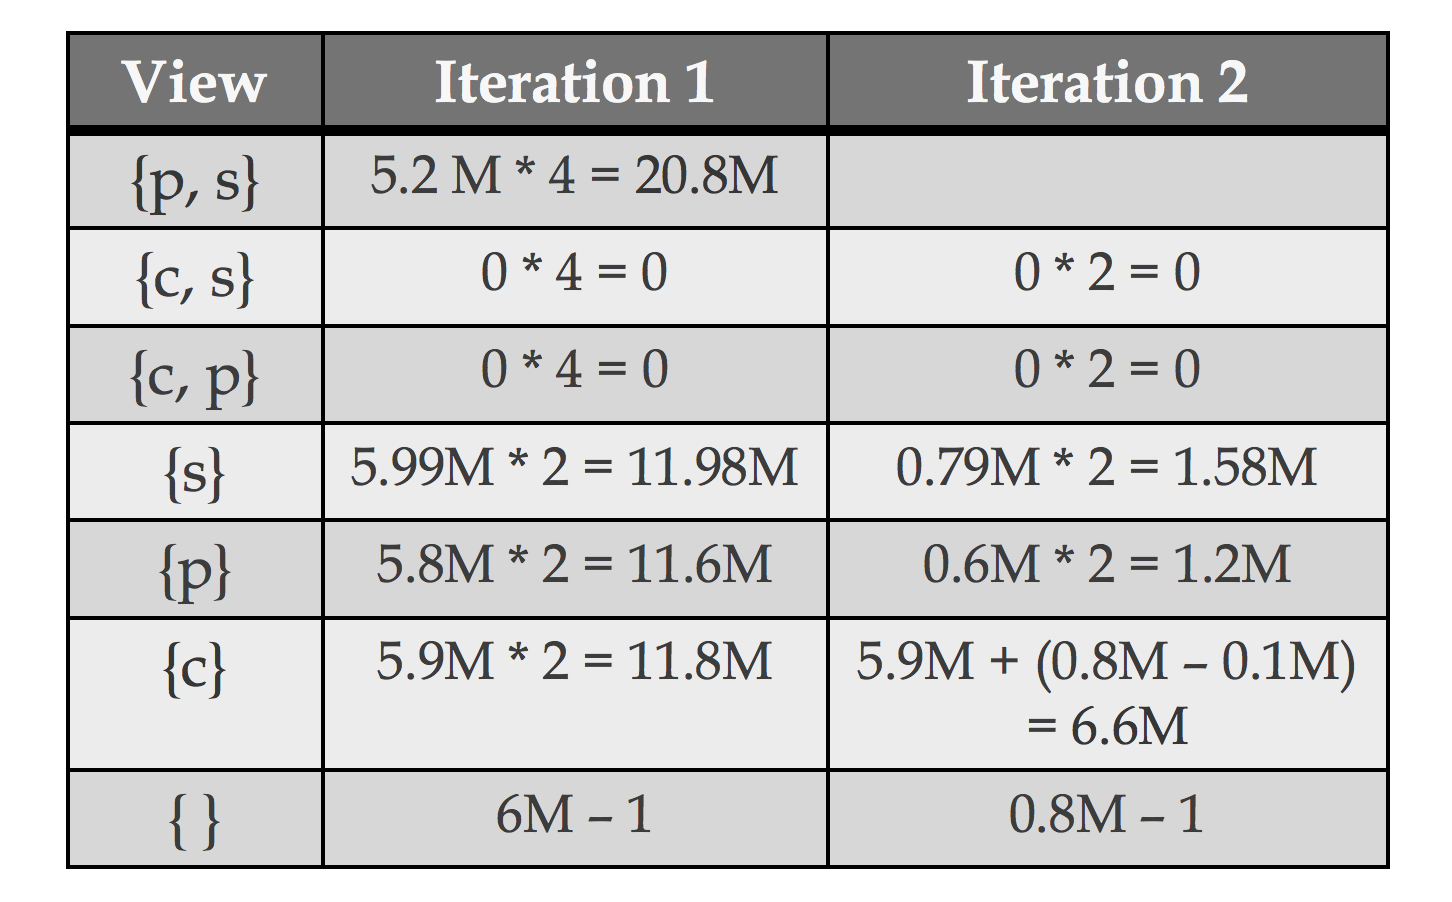 View Iteration 1 Iteration 2
{p, s} 5.2 M * 4 = 20.8M
{c, s} 0 * 4 = 0 0 * 2 = 0
{c, p} 0 * 4 = 0 0 * 2 = 0
{s} 5.99M * 2 = 11.98M 0.79M * 2 = 1.58M
{p} 5.8M * 2 = 11.6M 0.6M * 2 = 1.2M
{c} 5.9M * 2 = 11.8M 5.9M + (0.8M – 0.1M)
= 6.6M
{ } 6M – 1 0.8M – 1